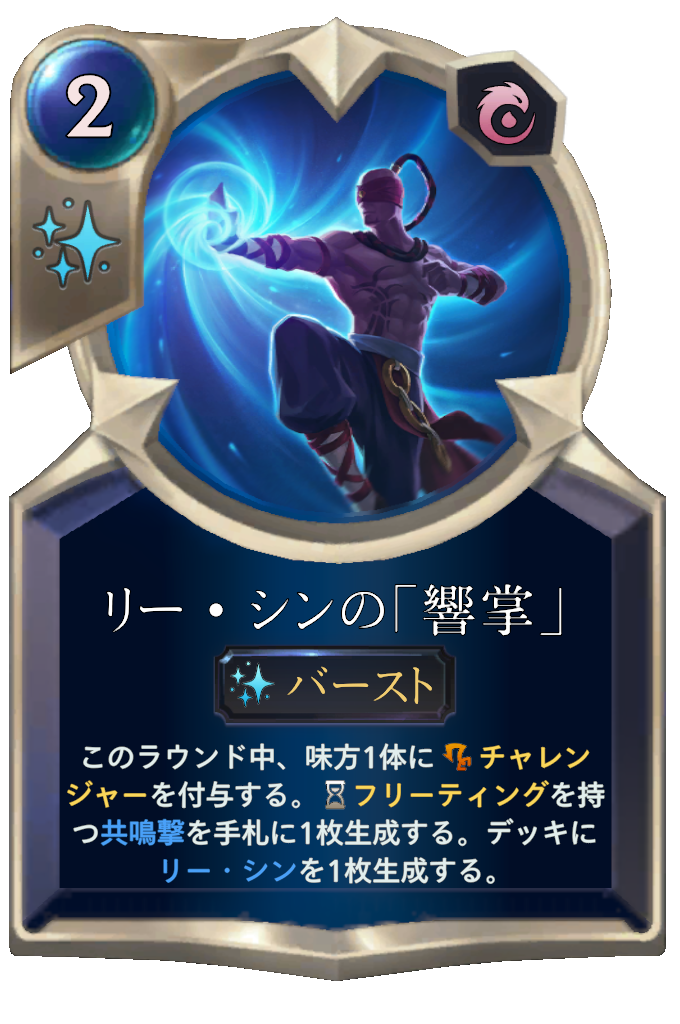 2
リー・シンの「響掌」
バースト
このラウンド中、味方1体にチャレン
ジャーを付与する。フリーティングを持
つ共鳴撃を手札に1枚生成する。デッキに
リー・シンを1枚生成する。